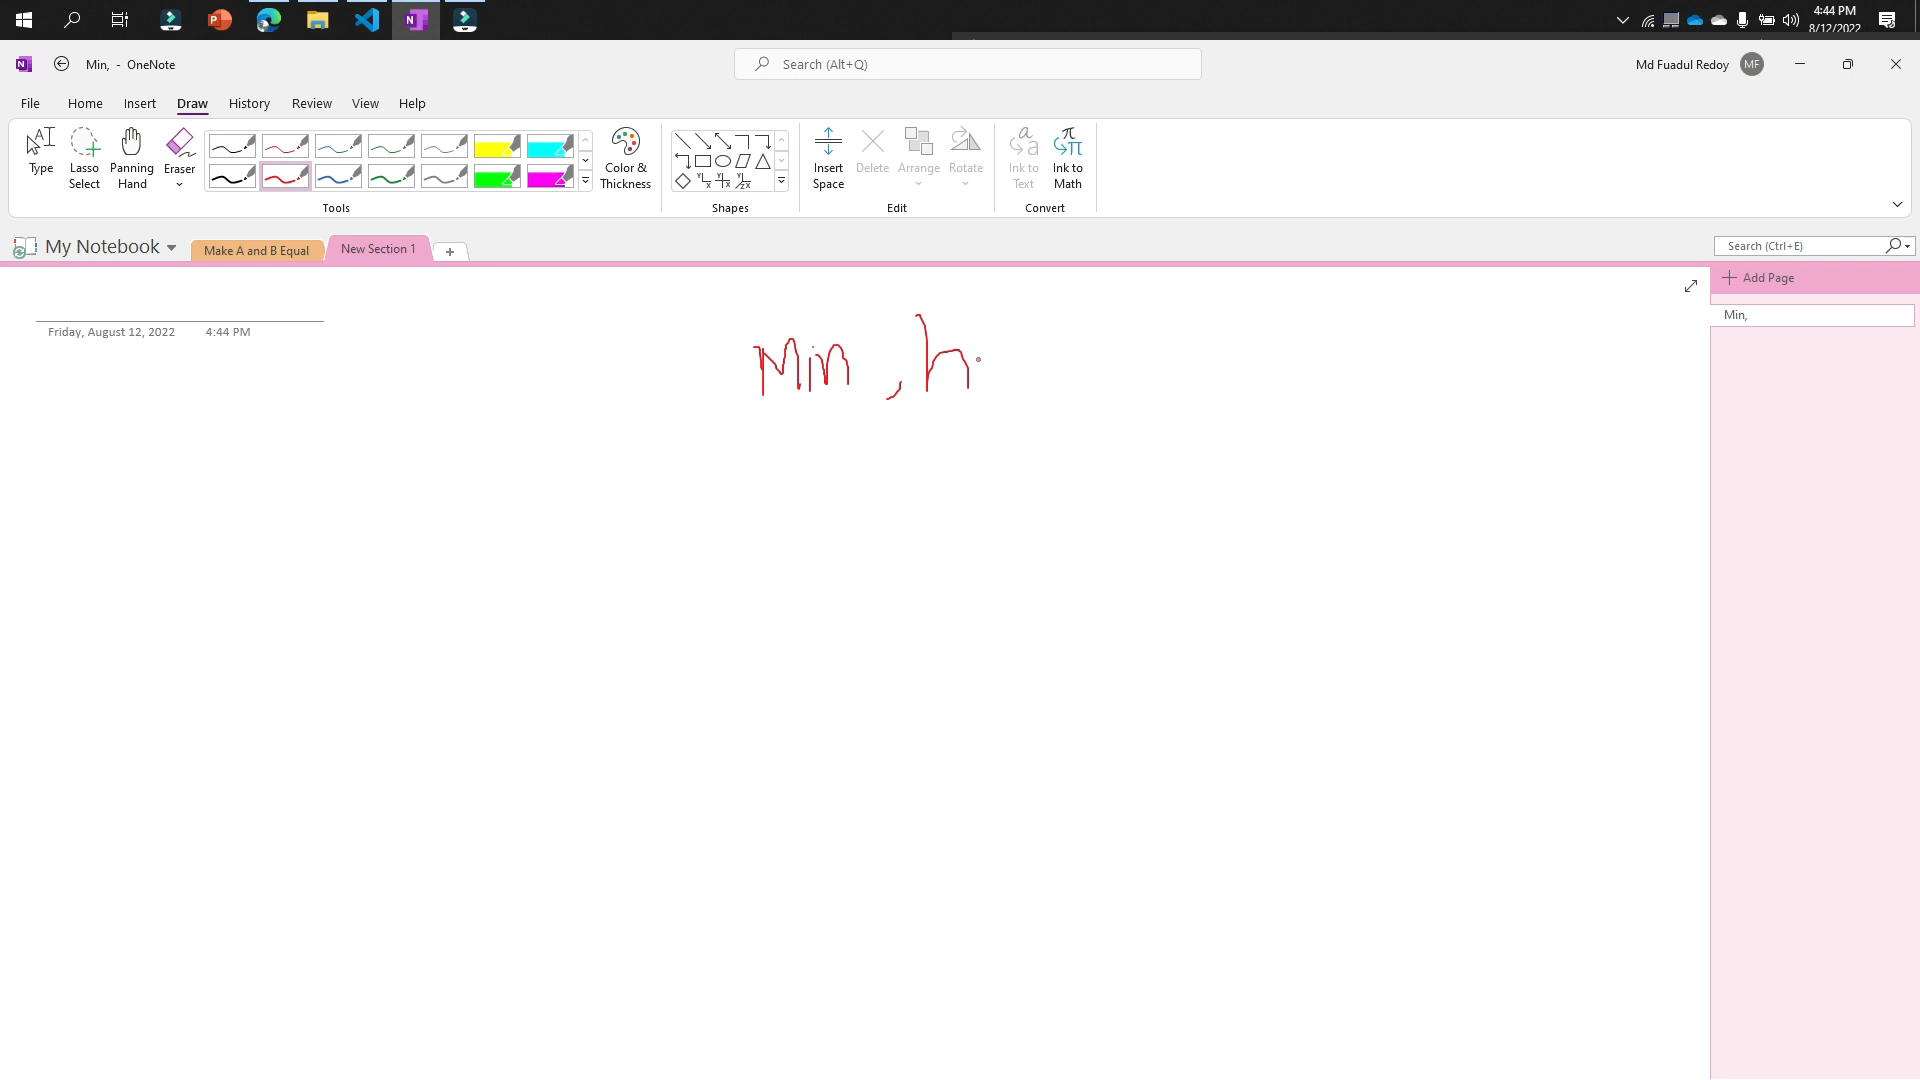 4:44 PM
8/12/2022
Min, - OneNote
Search (Alt+Q)
Md Fuadul Redoy
MF
File Home Insert Draw History Review View Help
Type
Lasso Select
Panning Hand
Eraser
Color & Thickness
Insert Space
Delete
Arrange
Rotate
Ink to Text
Ink to Math
Tools
Shapes
Edit
Convert
My Notebook
Make A and B Equal
New Section 1
Search (Ctrl+E)
Add Page
Min,
Friday, August 12, 2022 4:44 PM
Min , h